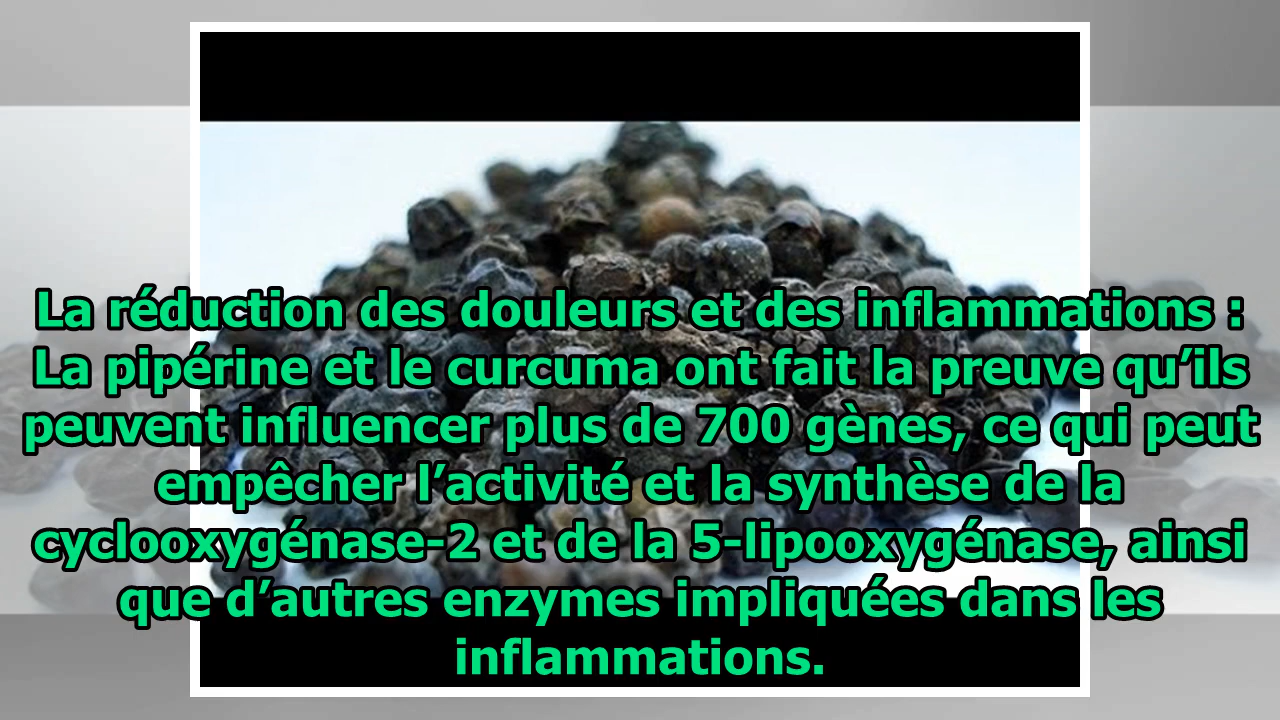 La réduction des douleurs et des inflammations :
La pipérine et le curcuma ont fait la preuve qu’ils
peuvent influencer plus de 700 gènes, ce qui peut
empêcher l’activité et la synthèse de la
cyclooxygénase-2 et de la 5-lipooxygénase, ainsi
que d’autres enzymes impliquées dans les
inflammations.